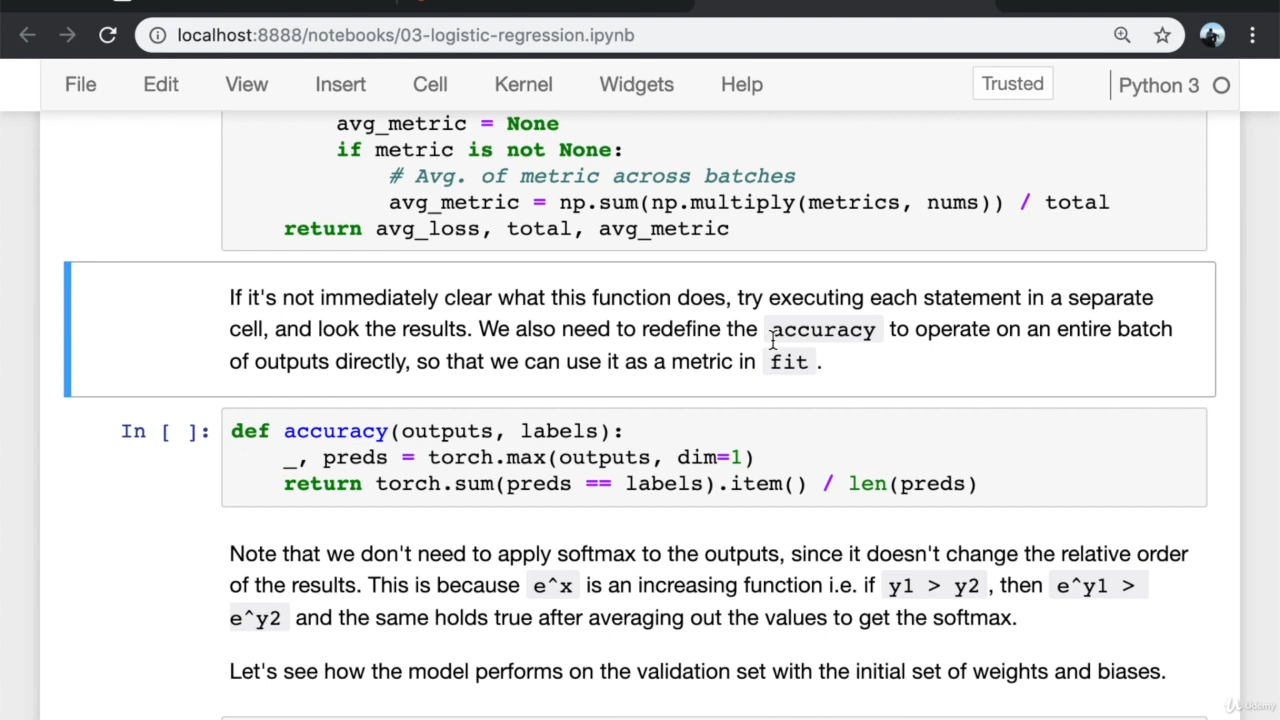 localhost:8888/notebooks/03-logistic-regression.ipynb
File Edit View Insert Cell Kernel Widgets Help Trusted Python 3
avg_metric = None
if metric is not None:
# Avg. of metric across batches
avg_metric = np.sum(np.multiply(metrics, nums)) / total
return avg_loss, total, avg_metric
If it's not immediately clear what this function does, try executing each statement in a separate
cell, and look the results. We also need to redefine the accuracy to operate on an entire batch
of outputs directly, so that we can use it as a metric in fit .
In [ ]: def accuracy(outputs, labels):
_, preds = torch.max(outputs, dim=1)
return torch.sum(preds == labels).item() / len(preds)
Note that we don't need to apply softmax to the outputs, since it doesn't change the relative order
of the results. This is because e^x is an increasing function i.e. if y1 > y2 , then e^y1 >
e^y2 and the same holds true after averaging out the values to get the softmax.
Let's see how the model performs on the validation set with the initial set of weights and biases.
Udemy